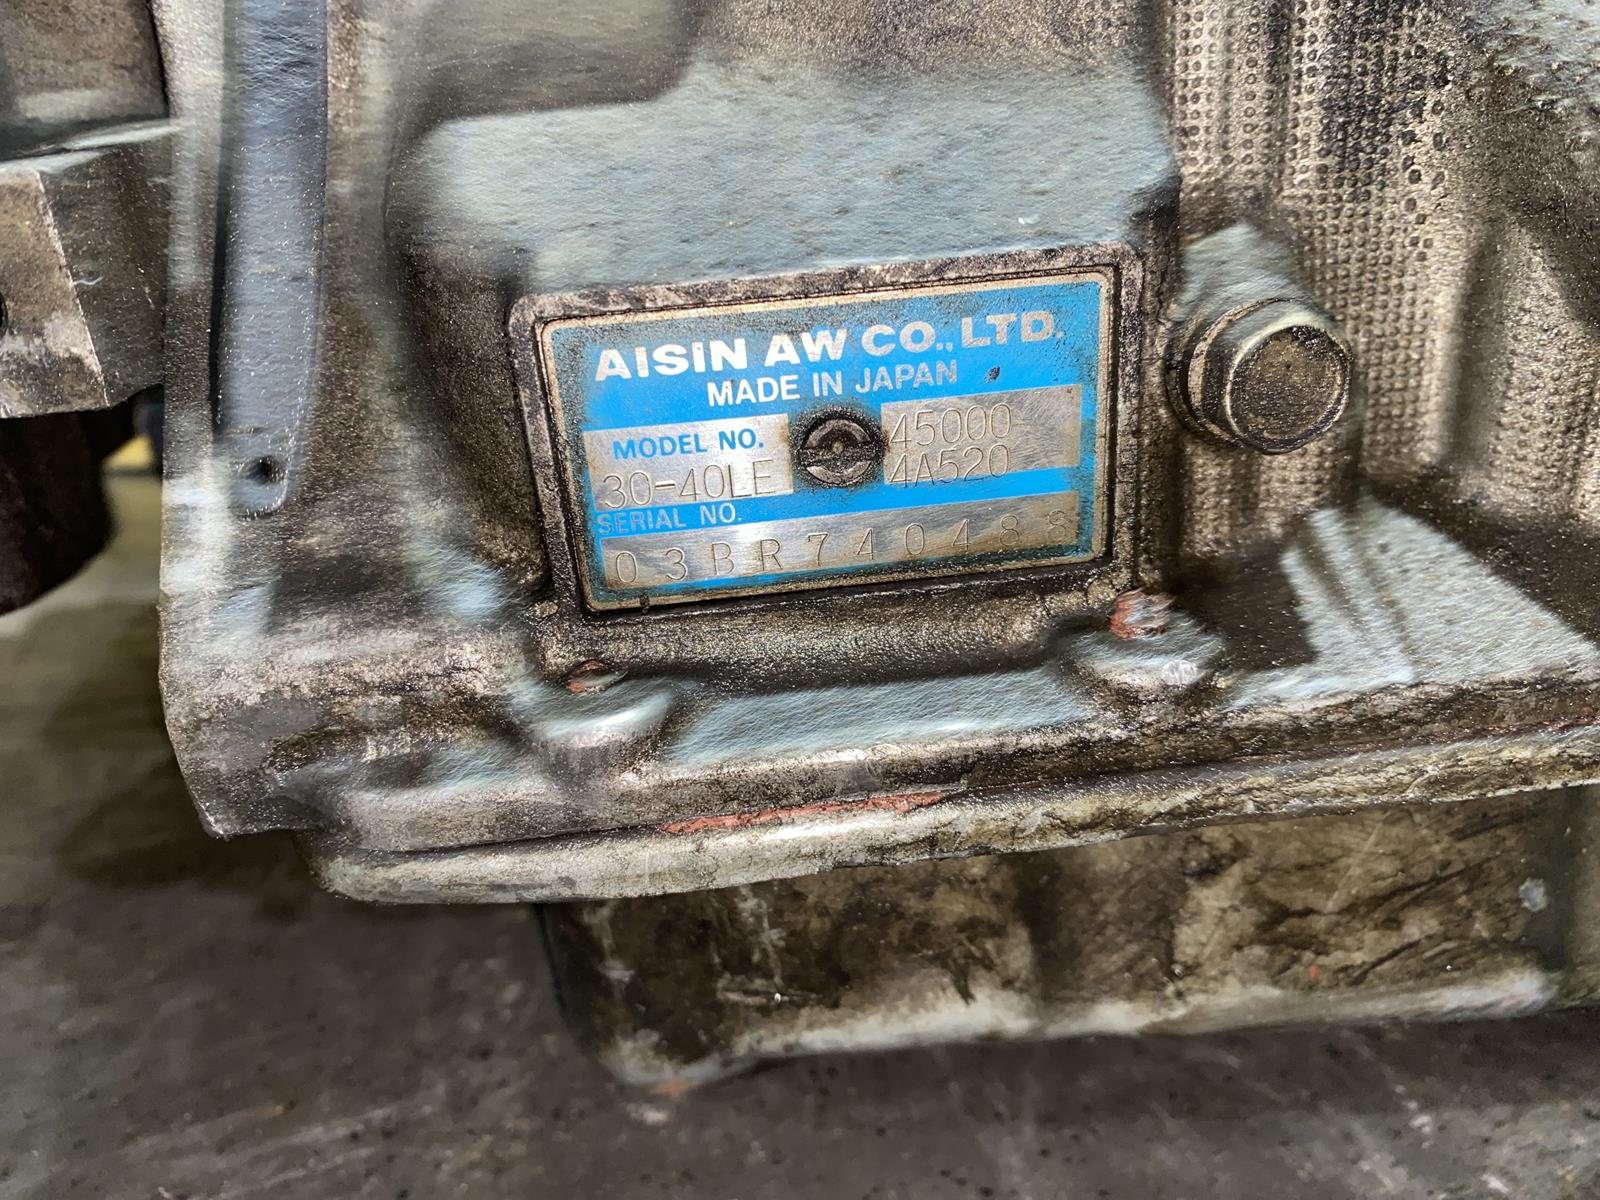 AISIN AW CO., LTD.
MADE IN JAPAN
MODEL NO.
30-40LE
45000
4A520
SERIAL NO.
03BR740488